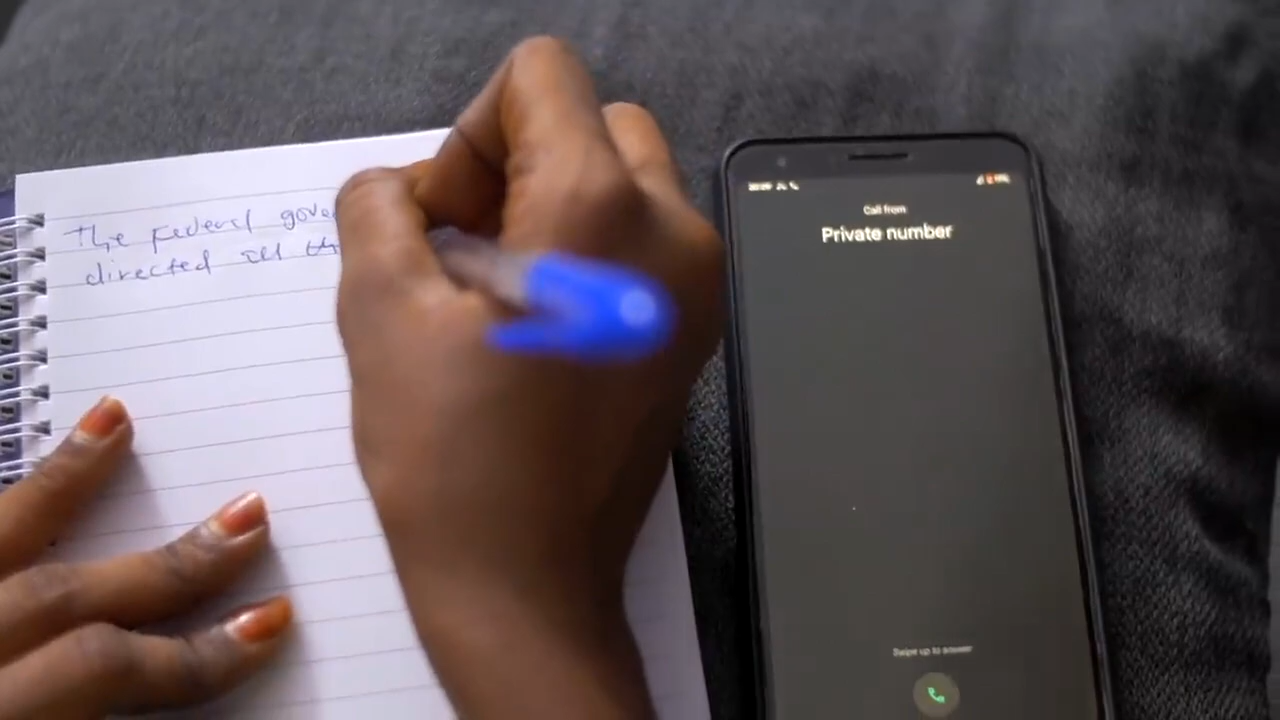 The Federal gove
directed all th
Call from
Private number
Swipe up to answer